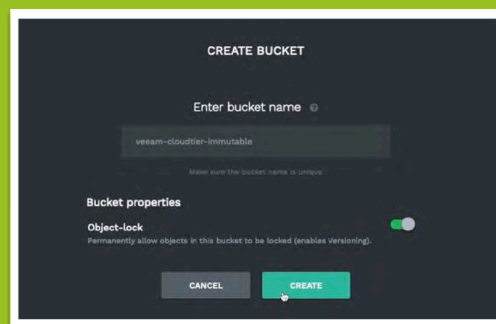 CREATE BUCKET
Enter bucket name
veeam-cloudtier-immutable
Make sure the bucket name is unique
Bucket properties
Object-lock
Permanently allow objects in this bucket to be locked (enables Versioning).
CANCEL
CREATE